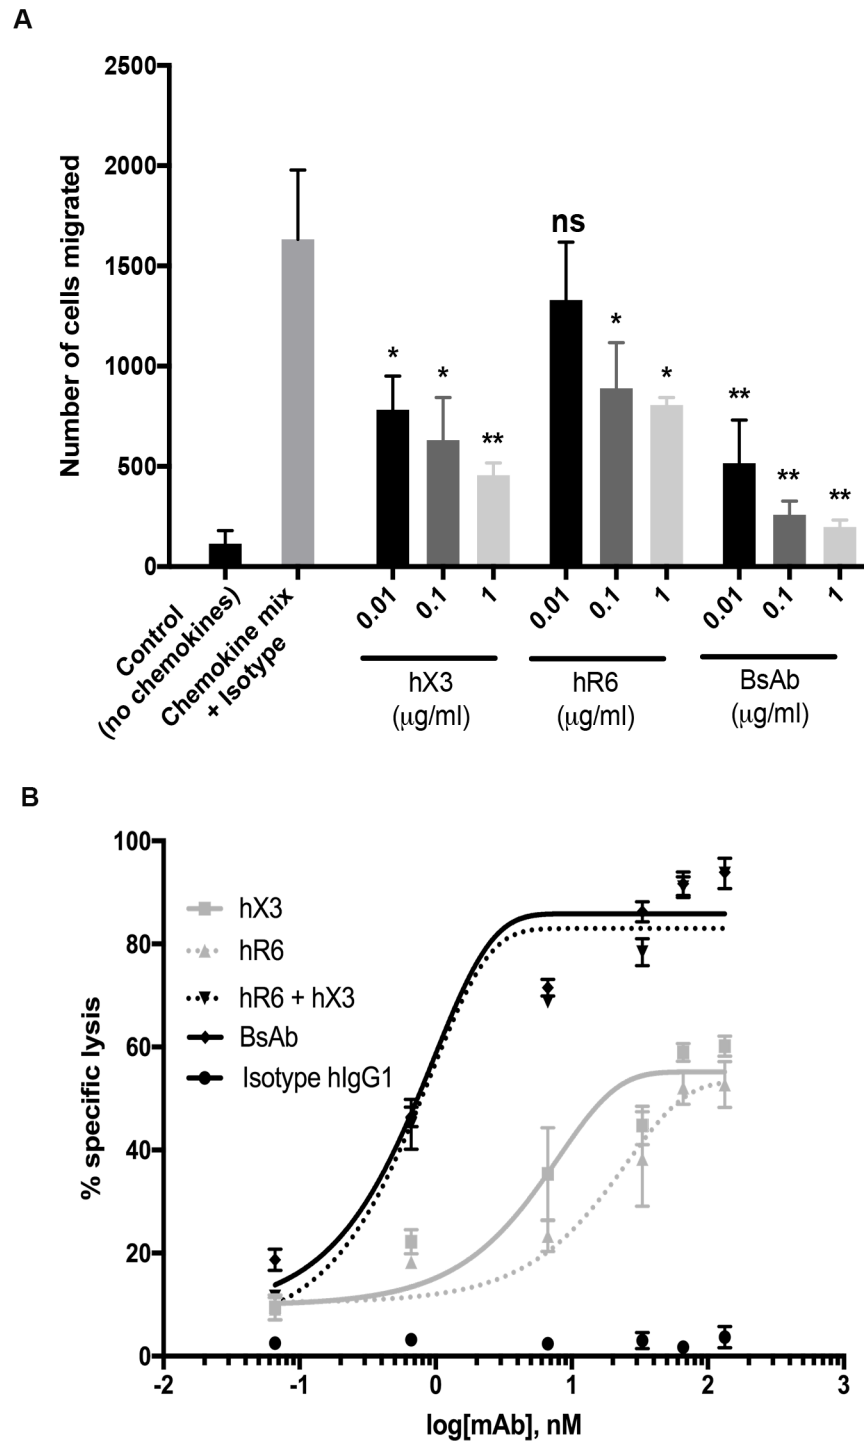 A
Number of cells migrated
2500
2000
1500
1000
500
0
ns
*
*
**
*
*
**
**
**
Control
(no chemokines)
Chemokine mix
+ Isotype
0.01 0.1 1 0.01 0.1 1 0.01 0.1 1
hX3 hR6 BsAb
(μg/ml) (μg/ml) (μg/ml)
B
% specific lysis
100
80
60
40
20
0
hX3
hR6
hR6 + hX3
BsAb
Isotype hIgG1
-2 -1 0 1 2 3
log[mAb], nM